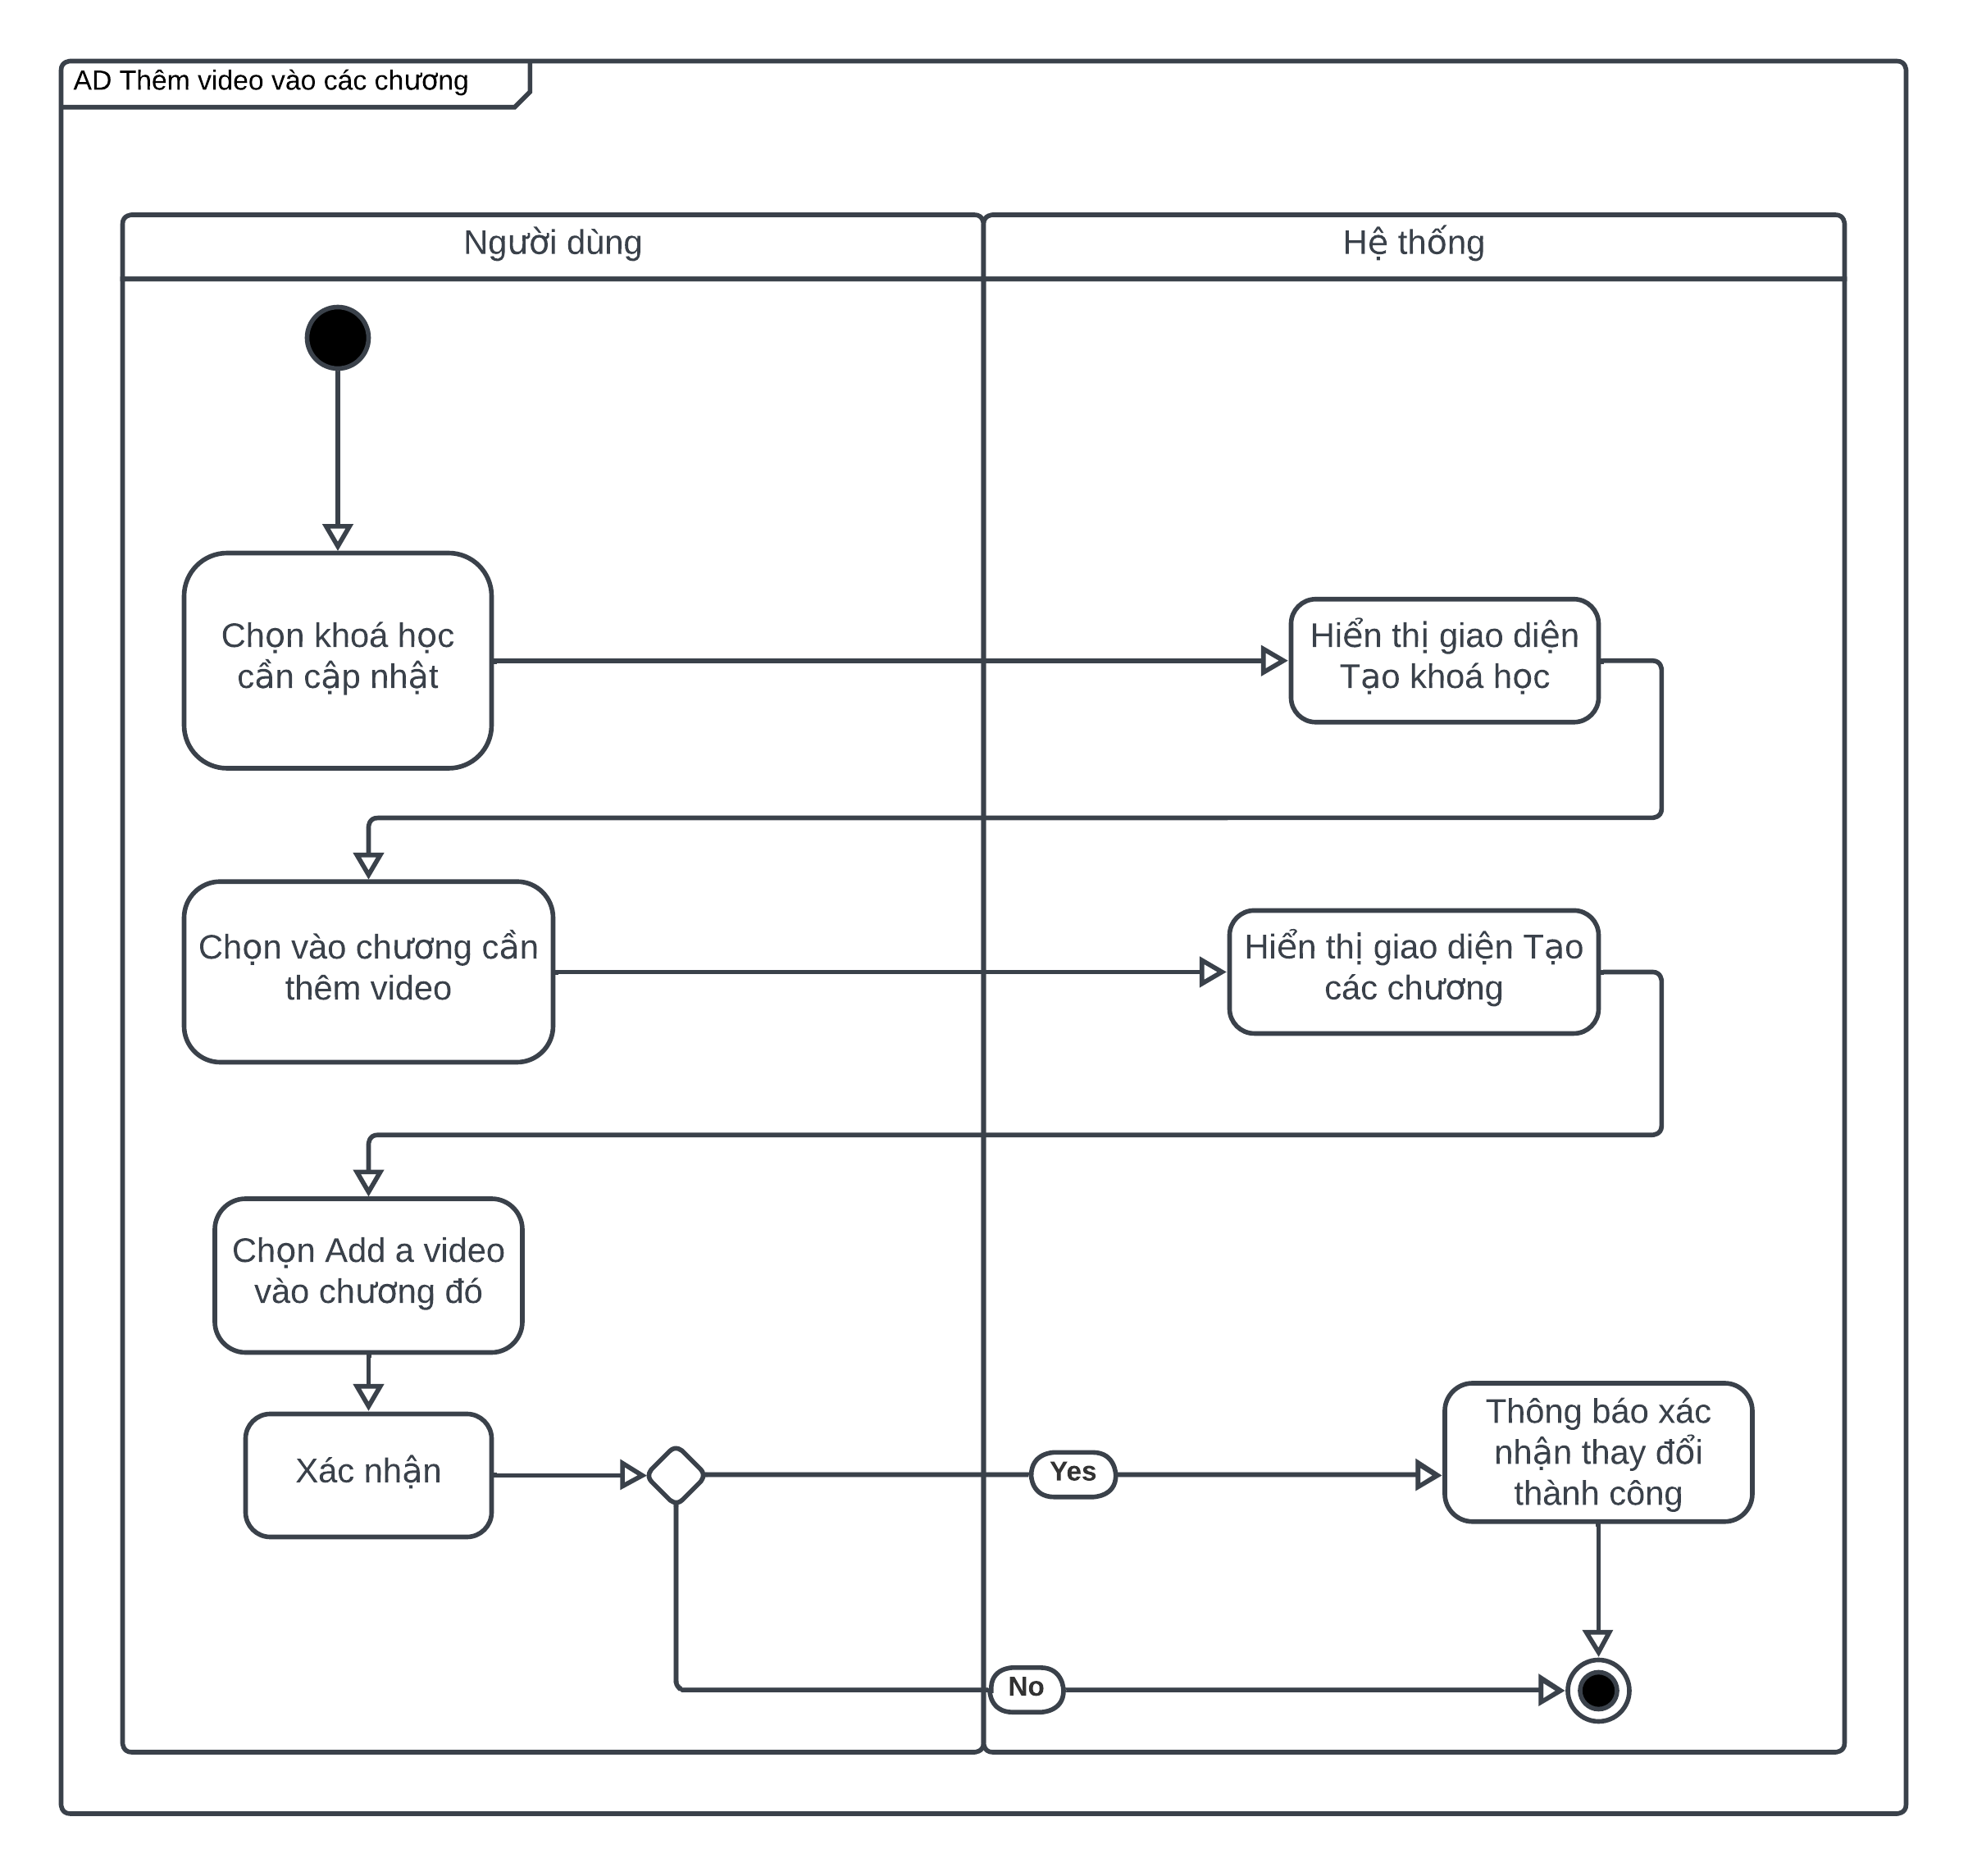 AD Thêm video vào các chương
Người dùng
Hệ thống
Chọn khoá học
cần cập nhật
Hiển thị giao diện
Tạo khoá học
Chọn vào chương cần
thêm video
Hiển thị giao diện Tạo
các chương
Chọn Add a video
vào chương đó
Xác nhận
Yes
Thông báo xác
nhận thay đổi
thành công
No